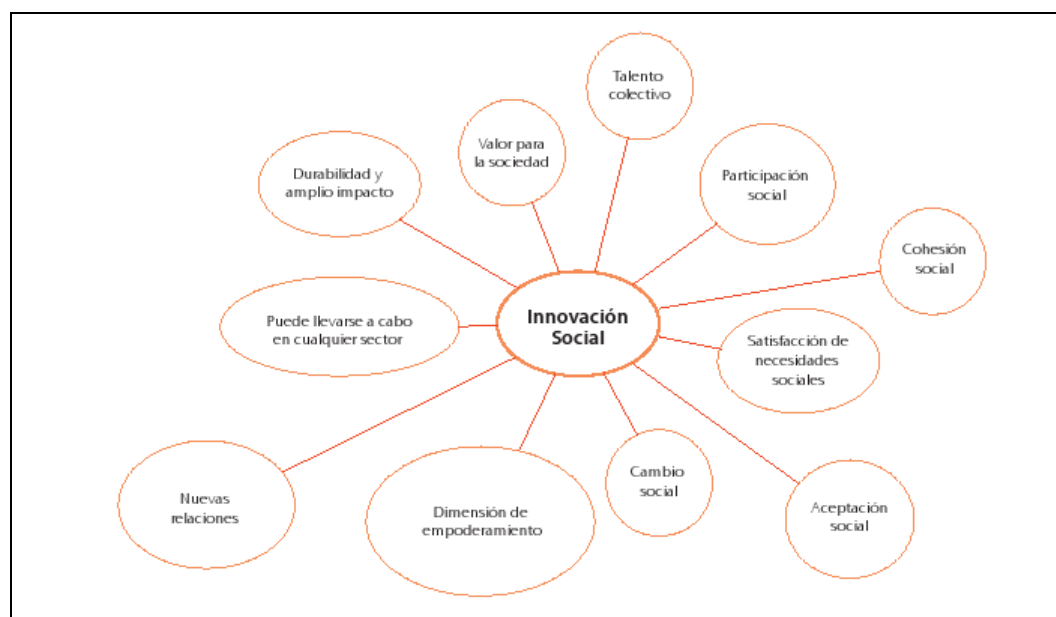 Talento
colectivo
Valor para
la sociedad
Durabilidad y
amplio impacto
Participación
social
Cohesión
social
Puede llevarse a cabo
en cualquier sector
Innovación
Social
Satisfacción de
necesidades
sociales
Nuevas
relaciones
Dimensión de
empoderamiento
Cambio
social
Aceptación
social